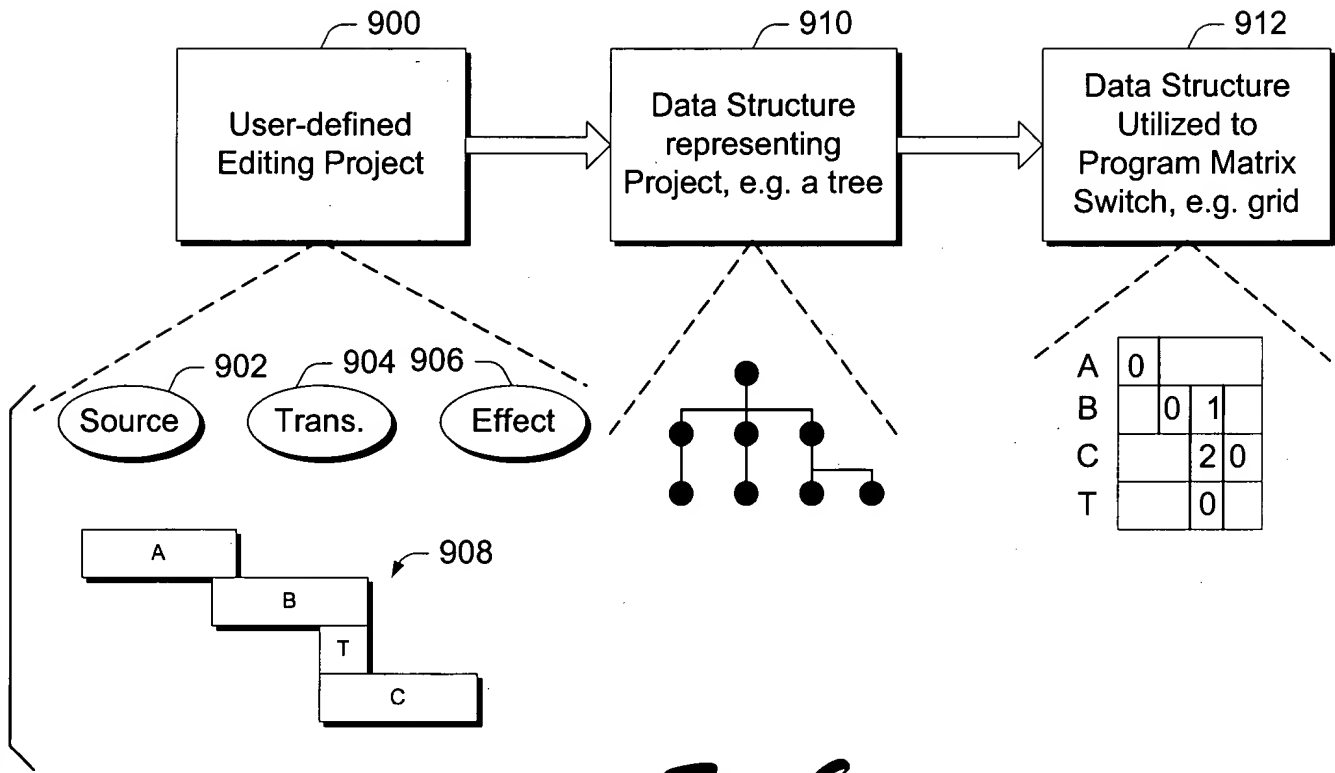 900
910
912
User-defined
Editing Project
Data Structure
representing
Project, e.g. a tree
Data Structure
Utilized to
Program Matrix
Switch, e.g. grid
902
904
906
Source
Trans.
Effect
A
B
T
C
908
A 0
B 0 1
C 2 0
T 0